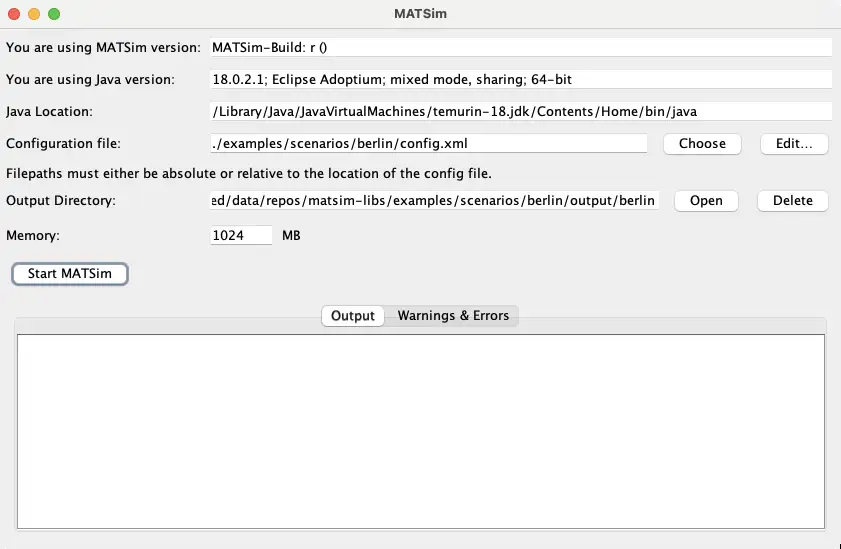 MATSim
You are using MATSim version: MATSim-Build: r ()
You are using Java version: 18.0.2.1; Eclipse Adoptium; mixed mode, sharing; 64-bit
Java Location: /Library/Java/JavaVirtualMachines/temurin-18.jdk/Contents/Home/bin/java
Configuration file: ./examples/scenarios/berlin/config.xml Choose Edit...
Filepaths must either be absolute or relative to the location of the config file.
Output Directory: ed/data/repos/matsim-libs/examples/scenarios/berlin/output/berlin Open Delete
Memory: 1024 MB
Start MATSim
Output Warnings & Errors